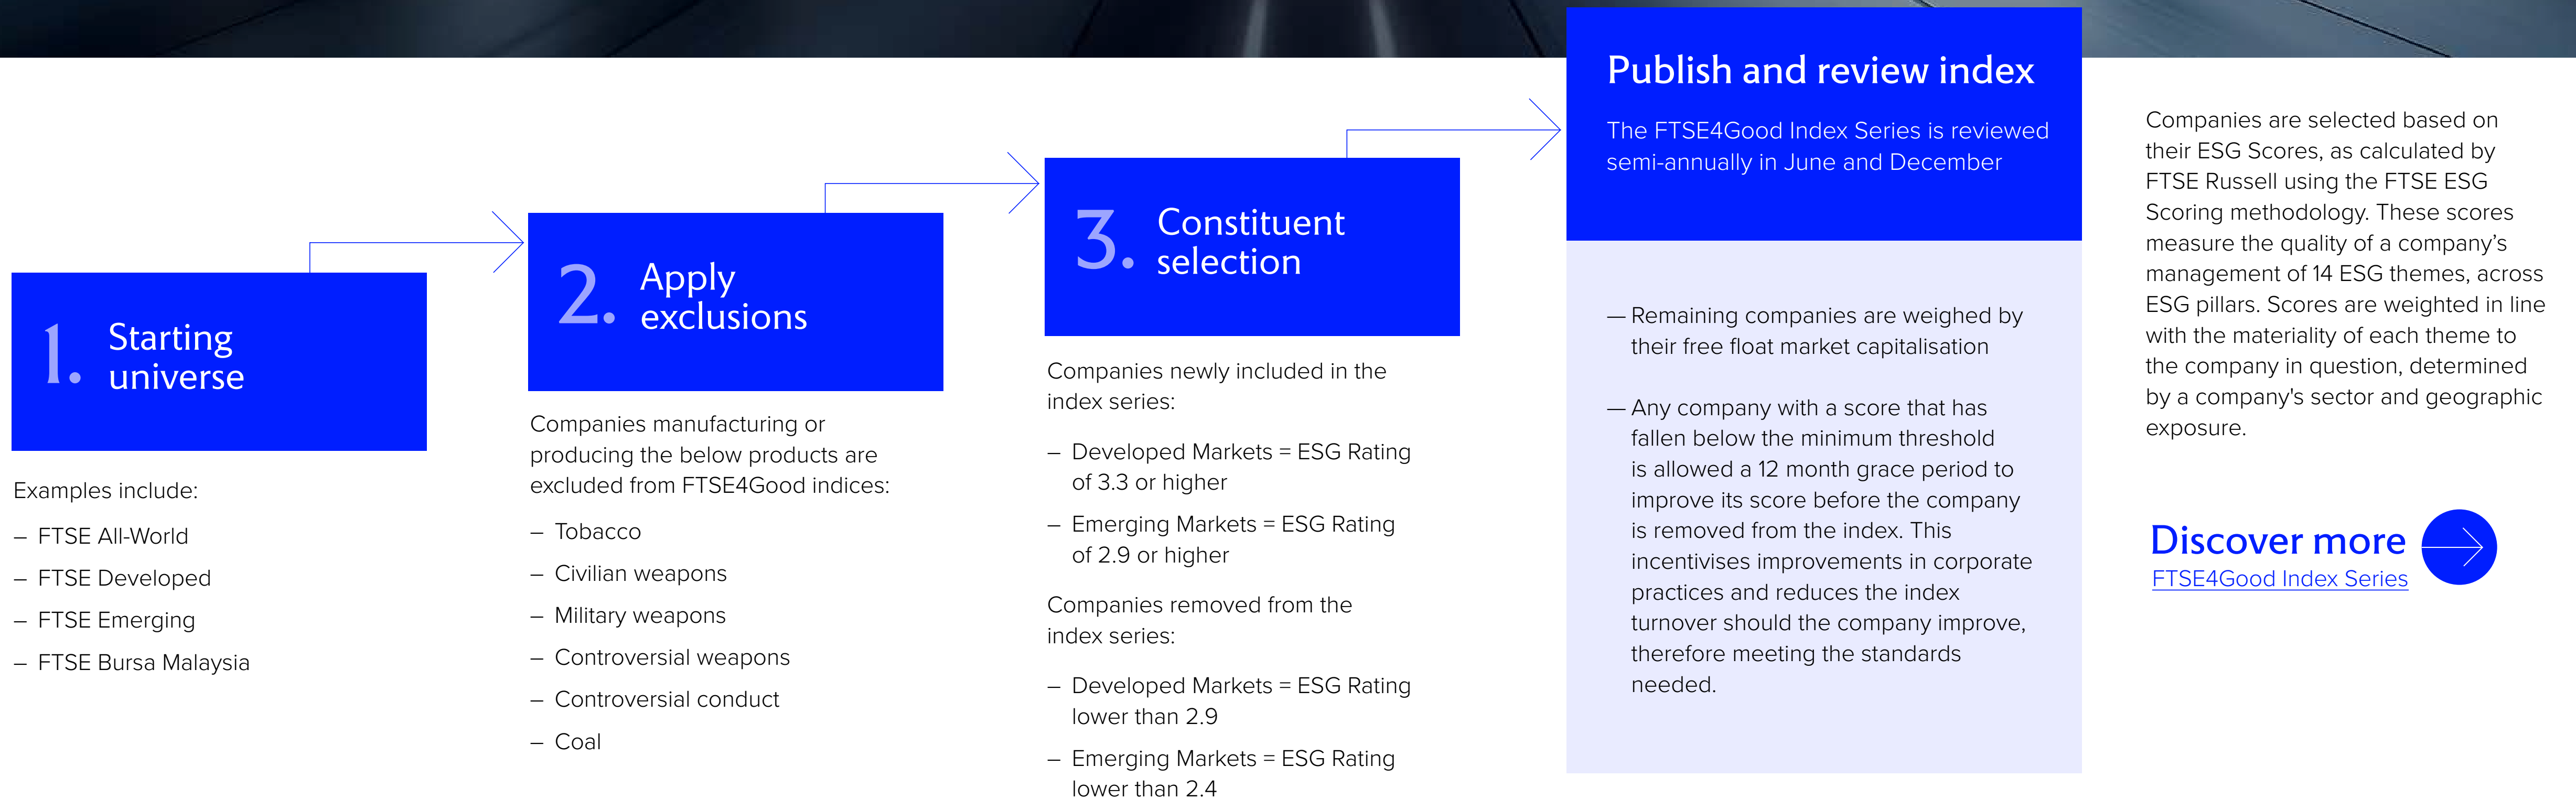 1. Starting
universe
Examples include:
– FTSE All-World
– FTSE Developed
– FTSE Emerging
– FTSE Bursa Malaysia
2. Apply
exclusions
Companies manufacturing or
producing the below products are
excluded from FTSE4Good indices:
– Tobacco
– Civilian weapons
– Military weapons
– Controversial weapons
– Controversial conduct
– Coal
3. Constituent
selection
Companies newly included in the
index series:
– Developed Markets = ESG Rating
of 3.3 or higher
– Emerging Markets = ESG Rating
of 2.9 or higher
Companies removed from the
index series:
– Developed Markets = ESG Rating
lower than 2.9
– Emerging Markets = ESG Rating
lower than 2.4
Publish and review index
The FTSE4Good Index Series is reviewed
semi-annually in June and December
— Remaining companies are weighed by
their free float market capitalisation
— Any company with a score that has
fallen below the minimum threshold
is allowed a 12 month grace period to
improve its score before the company
is removed from the index. This
incentivises improvements in corporate
practices and reduces the index
turnover should the company improve,
therefore meeting the standards
needed.
Companies are selected based on
their ESG Scores, as calculated by
FTSE Russell using the FTSE ESG
Scoring methodology. These scores
measure the quality of a company’s
management of 14 ESG themes, across
ESG pillars. Scores are weighted in line
with the materiality of each theme to
the company in question, determined
by a company's sector and geographic
exposure.
Discover more
FTSE4Good Index Series